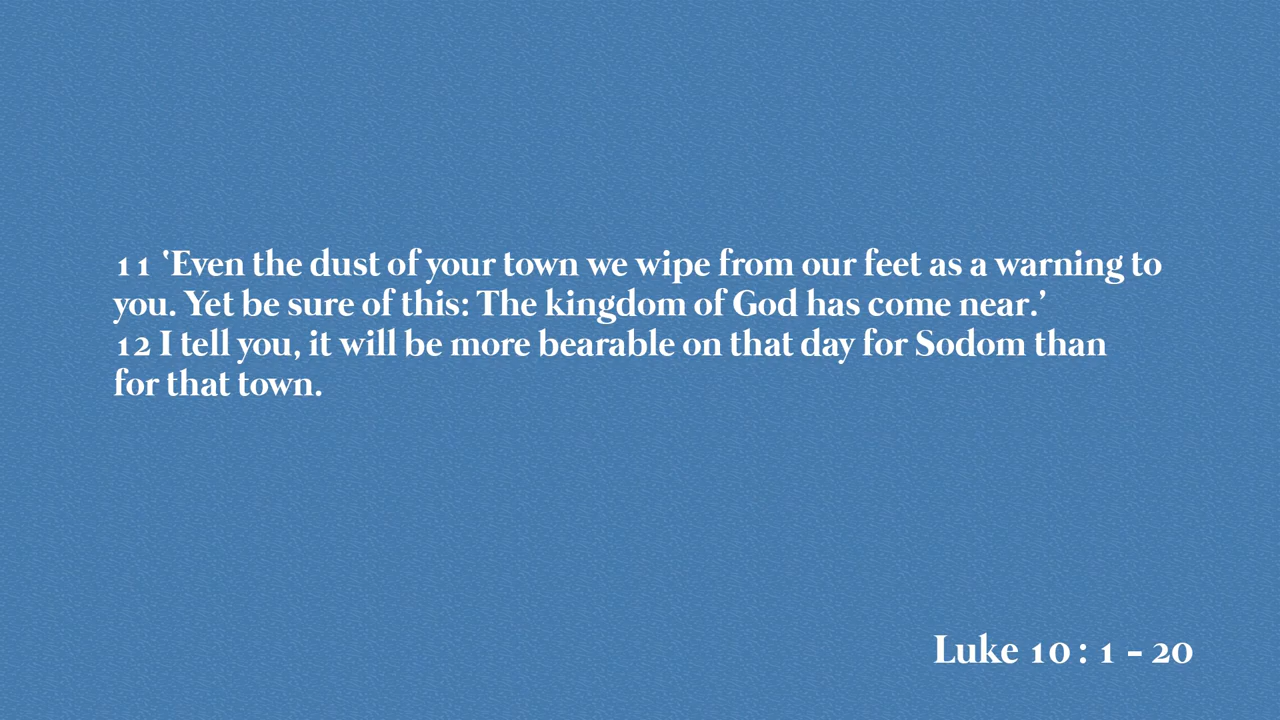 11 ‘Even the dust of your town we wipe from our feet as a warning to
you. Yet be sure of this: The kingdom of God has come near.’
12 I tell you, it will be more bearable on that day for Sodom than
for that town.
Luke 10 : 1 - 20